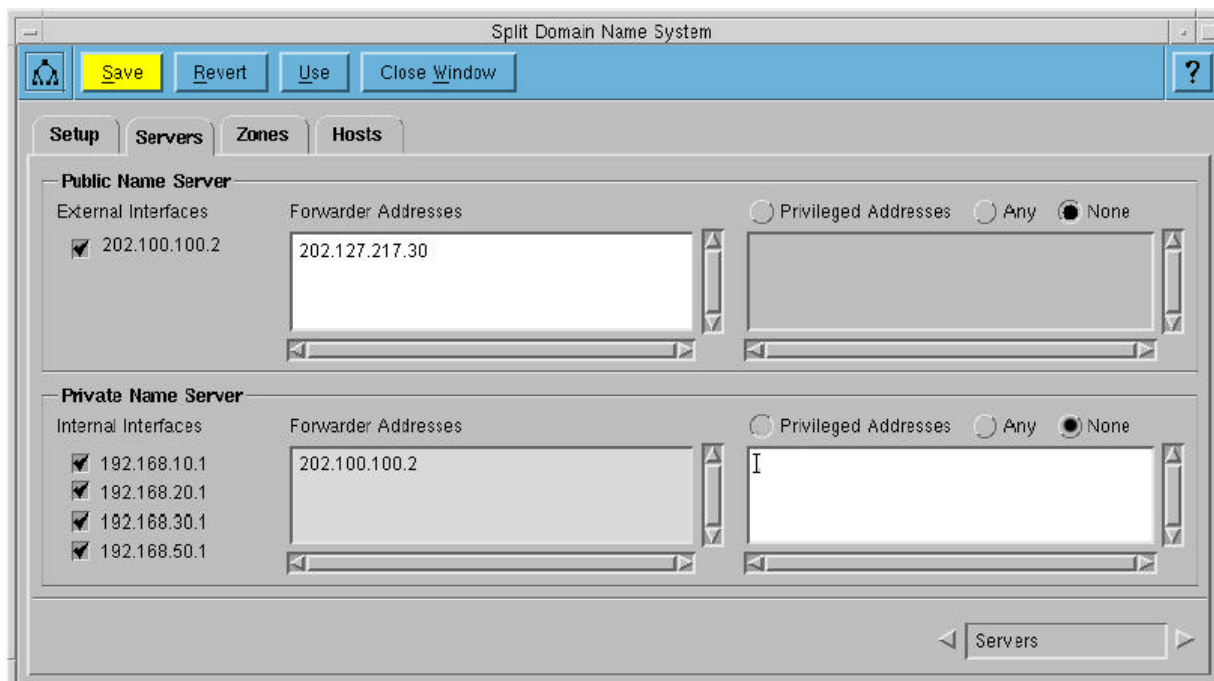 Split Domain Name System
Save Revert Use Close Window ?
Setup Servers Zones Hosts
Public Name Server
External Interfaces Forwarder Addresses Privileged Addresses Any None
202.100.100.2 202.127.217.30
Private Name Server
Internal Interfaces Forwarder Addresses Privileged Addresses Any None
192.168.10.1 202.100.100.2
192.168.20.1
192.168.30.1
192.168.50.1
Servers